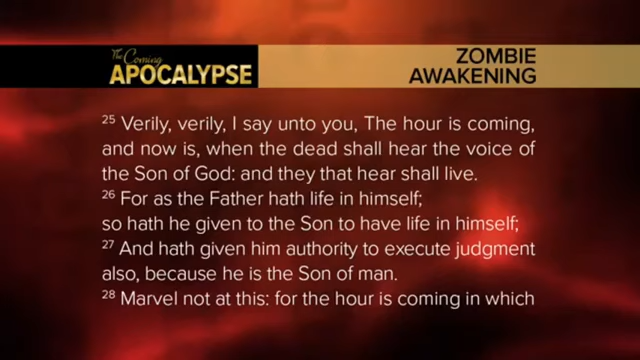 The Coming
APOCALYPSE
ZOMBIE
AWAKENING
25 Verily, verily, I say unto you, The hour is coming,
and now is, when the dead shall hear the voice of
the Son of God: and they that hear shall live.
26 For as the Father hath life in himself;
so hath he given to the Son to have life in himself;
27 And hath given him authority to execute judgment
also, because he is the Son of man.
28 Marvel not at this: for the hour is coming in which